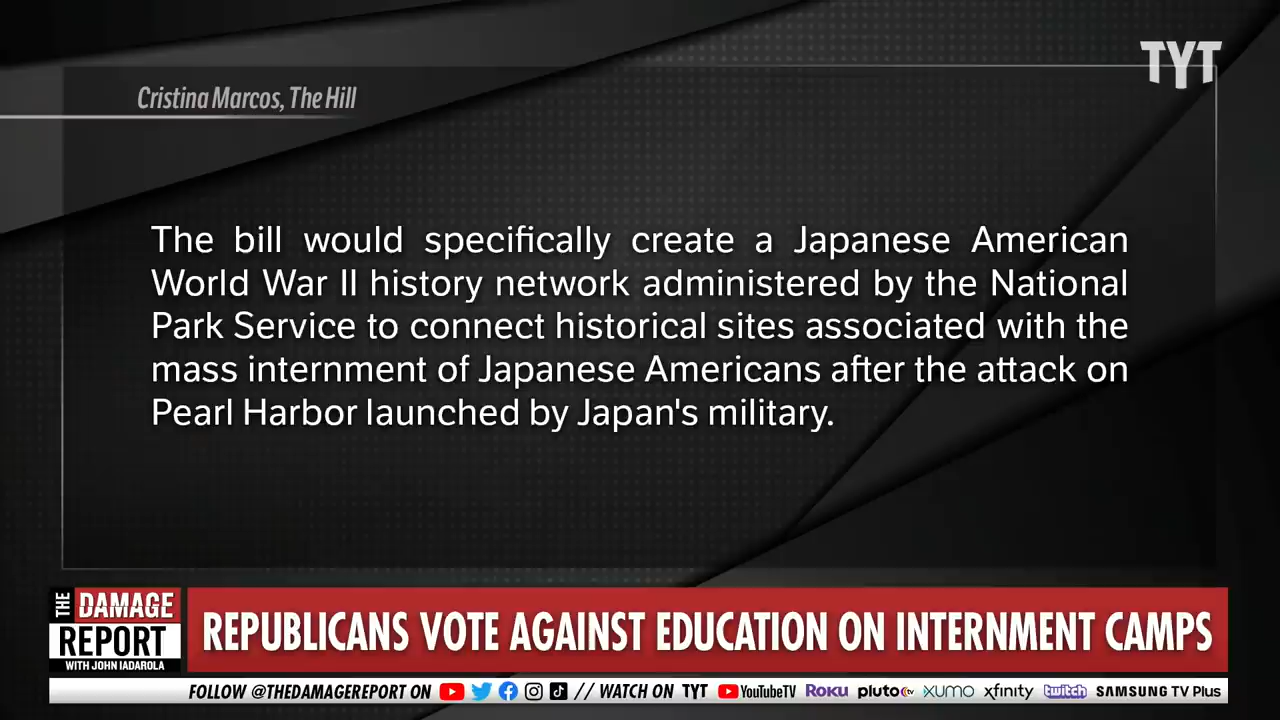 TYT
Cristina Marcos, The Hill
The bill would specifically create a Japanese American
World War II history network administered by the National
Park Service to connect historical sites associated with the
mass internment of Japanese Americans after the attack on
Pearl Harbor launched by Japan's military.
THE DAMAGE
REPORT
WITH JOHN IADAROLA
REPUBLICANS VOTE AGAINST EDUCATION ON INTERNMENT CAMPS
FOLLOW @THEDAMAGEREPORT ON // WATCH ON TYT YouTubeTV ROKU pluto tv XUMO xfinity twitch SAMSUNG TV Plus